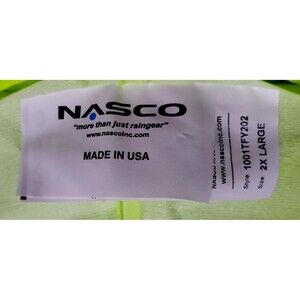 NASCO
"more than just raingear"
www.nascoinc.com
MADE IN USA
www.nascoinc.com
Style 1001TFY202
Size 2X LARGE